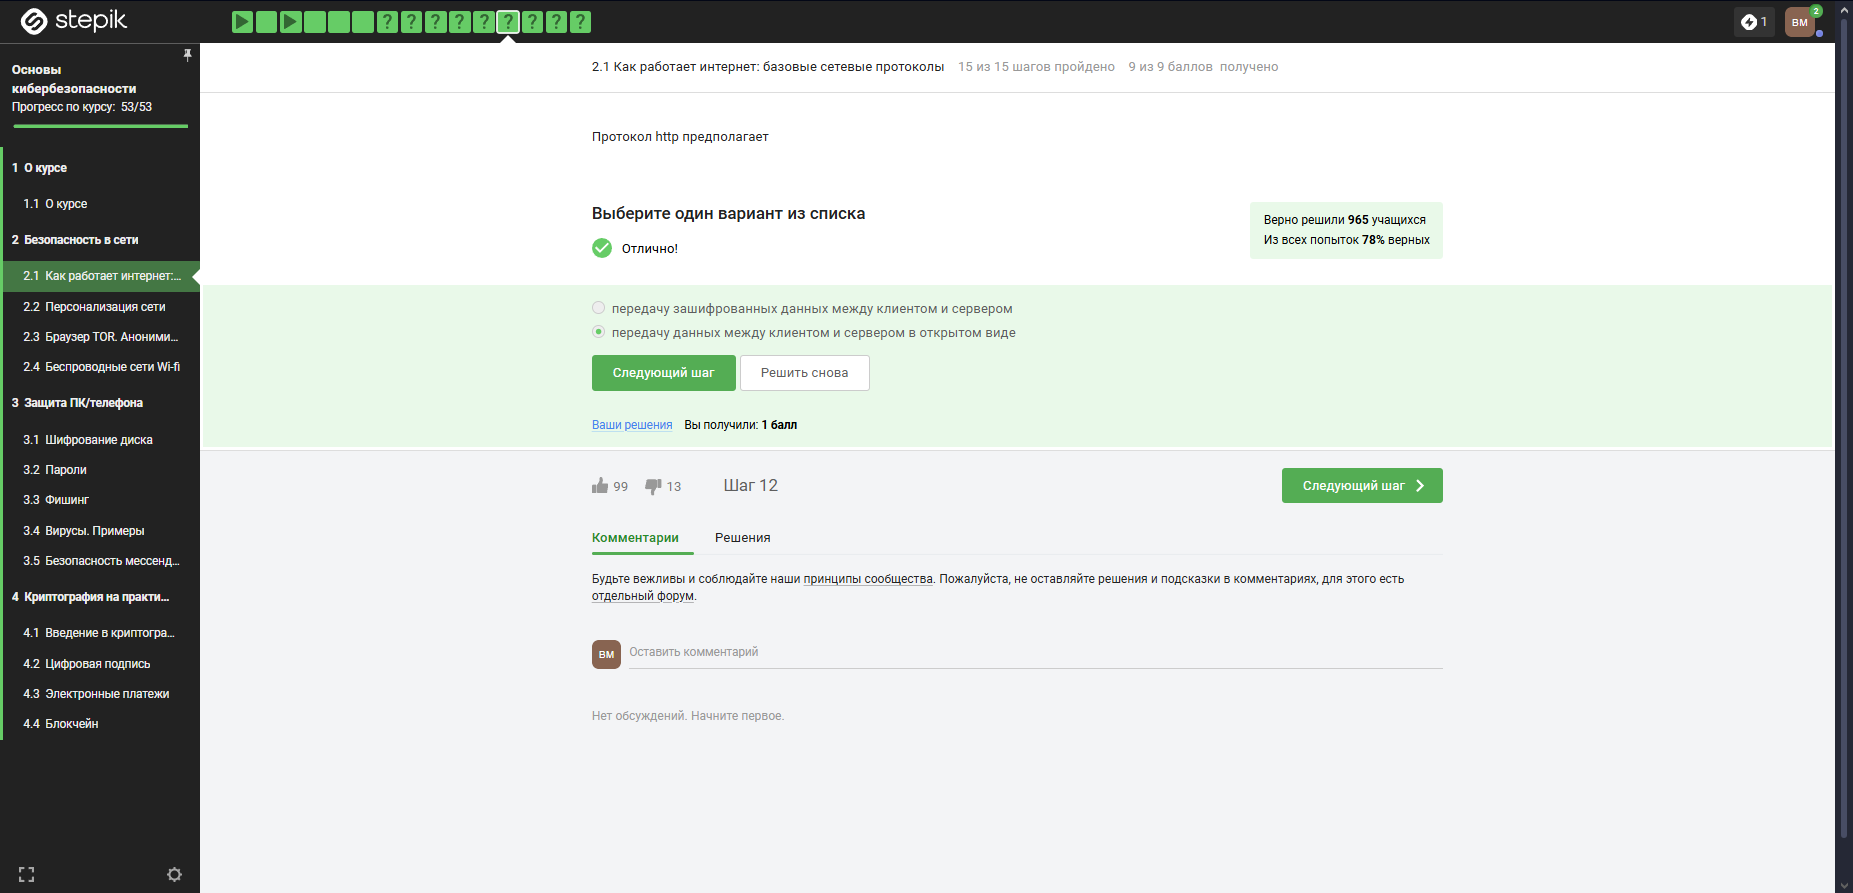 stepik
? ? ? ? ? ? ? ? ?
1
ВМ
2
Основы
кибербезопасности
Прогресс по курсу: 53/53
1 О курсе
1.1 О курсе
2 Безопасность в сети
2.1 Как работает интернет:...
2.2 Персонализация сети
2.3 Браузер TOR. Аноними...
2.4 Беспроводные сети Wi-fi
3 Защита ПК/телефона
3.1 Шифрование диска
3.2 Пароли
3.3 Фишинг
3.4 Вирусы. Примеры
3.5 Безопасность мессенд...
4 Криптография на практи...
4.1 Введение в криптогра...
4.2 Цифровая подпись
4.3 Электронные платежи
4.4 Блокчейн
2.1 Как работает интернет: базовые сетевые протоколы 15 из 15 шагов пройдено 9 из 9 баллов получено
Протокол http предполагает
Выберите один вариант из списка
Отлично!
Верно решили 965 учащихся
Из всех попыток 78% верных
передачу зашифрованных данных между клиентом и сервером
передачу данных между клиентом и сервером в открытом виде
Следующий шаг Решить снова
Ваши решения Вы получили: 1 балл
99 13 Шаг 12 Следующий шаг
Комментарии Решения
Будьте вежливы и соблюдайте наши принципы сообщества. Пожалуйста, не оставляйте решения и подсказки в комментариях, для этого есть
отдельный форум.
ВМ Оставить комментарий
Нет обсуждений. Начните первое.